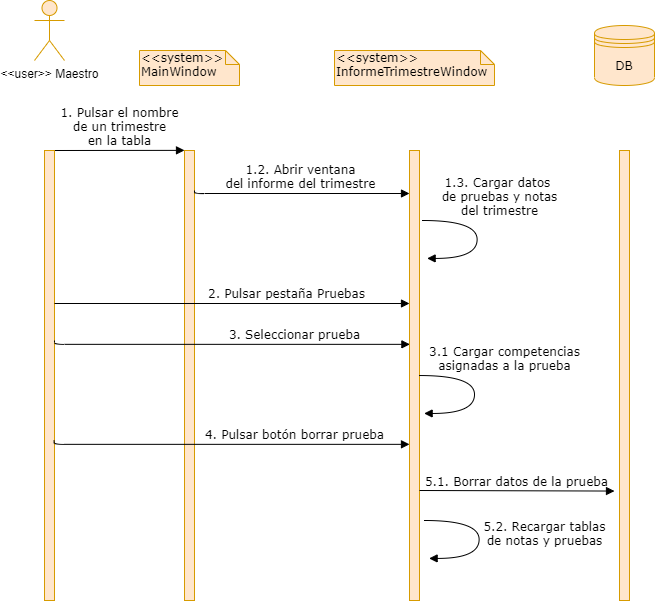 <<user>> Maestro
<<system>>
MainWindow
<<system>>
InformeTrimestreWindow
DB
1. Pulsar el nombre
de un trimestre
en la tabla
1.2. Abrir ventana
del informe del trimestre
1.3. Cargar datos
de pruebas y notas
del trimestre
2. Pulsar pestaña Pruebas
3. Seleccionar prueba
3.1 Cargar competencias
asignadas a la prueba
4. Pulsar botón borrar prueba
5.1. Borrar datos de la prueba
5.2. Recargar tablas
de notas y pruebas